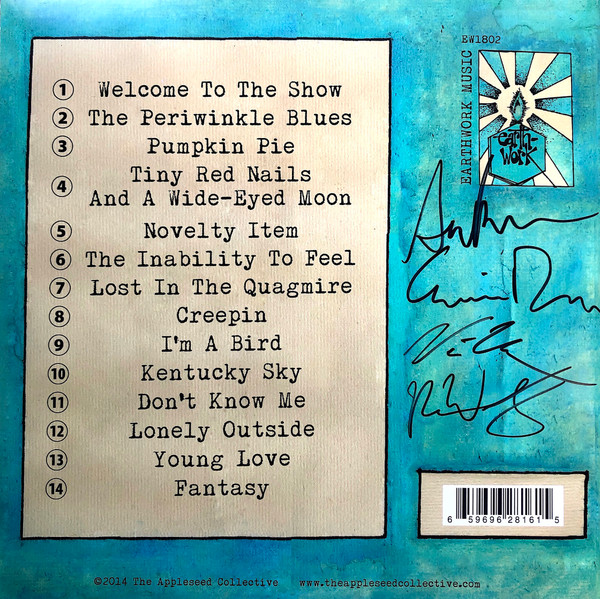 EW1802
EARTHWORK MUSIC
earth-
work
1 Welcome To The Show
2 The Periwinkle Blues
3 Pumpkin Pie
4 Tiny Red Nails
And A Wide-Eyed Moon
5 Novelty Item
6 The Inability To Feel
7 Lost In The Quagmire
8 Creepin
9 I'm A Bird
10 Kentucky Sky
11 Don't Know Me
12 Lonely Outside
13 Young Love
14 Fantasy
6 59696 28161 5
©2014 The Appleseed Collective www.theappleseedcollective.com